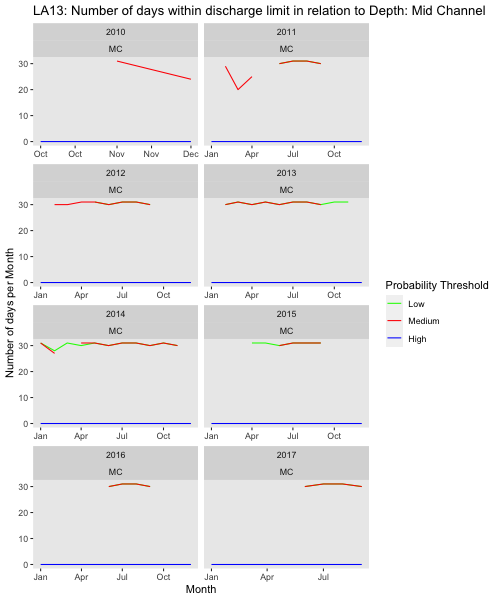 LA13: Number of days within discharge limit in relation to Depth: Mid Channel
2010 2011
MC MC
30
20
10
0
Oct Oct Nov Nov Dec Jan Apr Jul Oct
2012 2013
MC MC
30
20
10
0
Jan Apr Jul Oct Jan Apr Jul Oct
2014 2015
MC MC
30
20
10
0
Jan Apr Jul Oct Jan Apr Jul Oct
2016 2017
MC MC
30
20
10
0
Jan Apr Jul Oct Jan Apr Jul
Number of days per Month
Month
Probability Threshold
Low
Medium
High